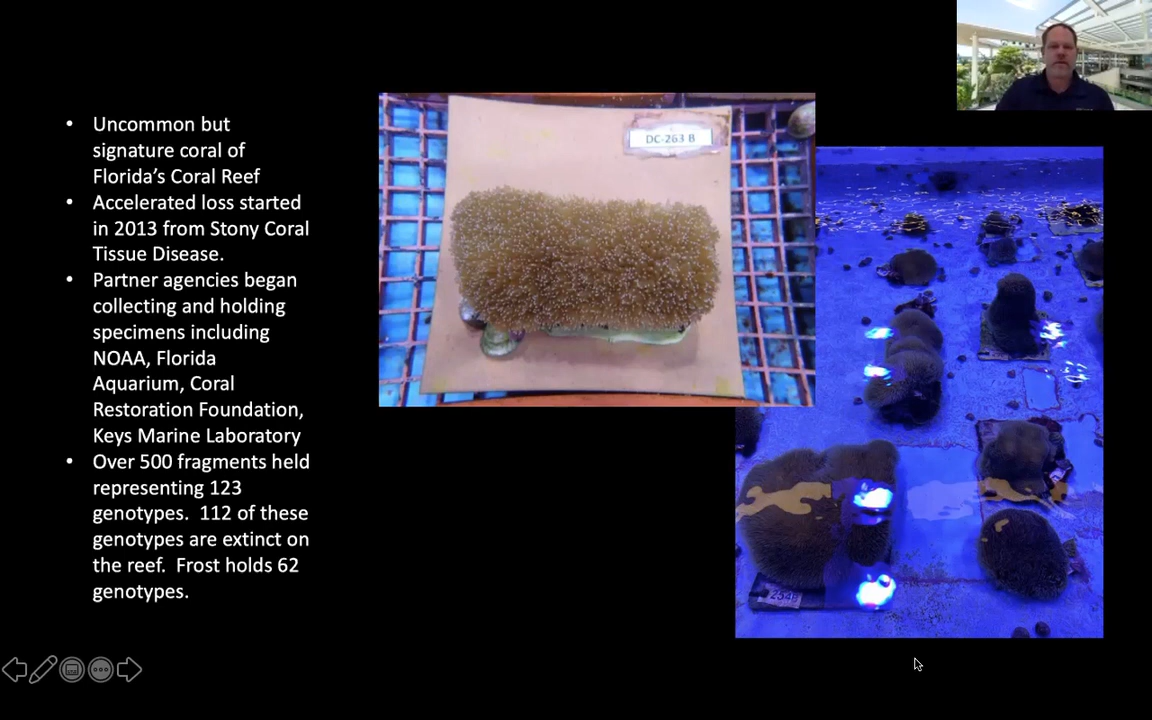 • Uncommon but
signature coral of
Florida’s Coral Reef
• Accelerated loss started
in 2013 from Stony Coral
Tissue Disease.
• Partner agencies began
collecting and holding
specimens including
NOAA, Florida
Aquarium, Coral
Restoration Foundation,
Keys Marine Laboratory
• Over 500 fragments held
representing 123
genotypes.  112 of these
genotypes are extinct on
the reef.  Frost holds 62
genotypes.
DC-263 B